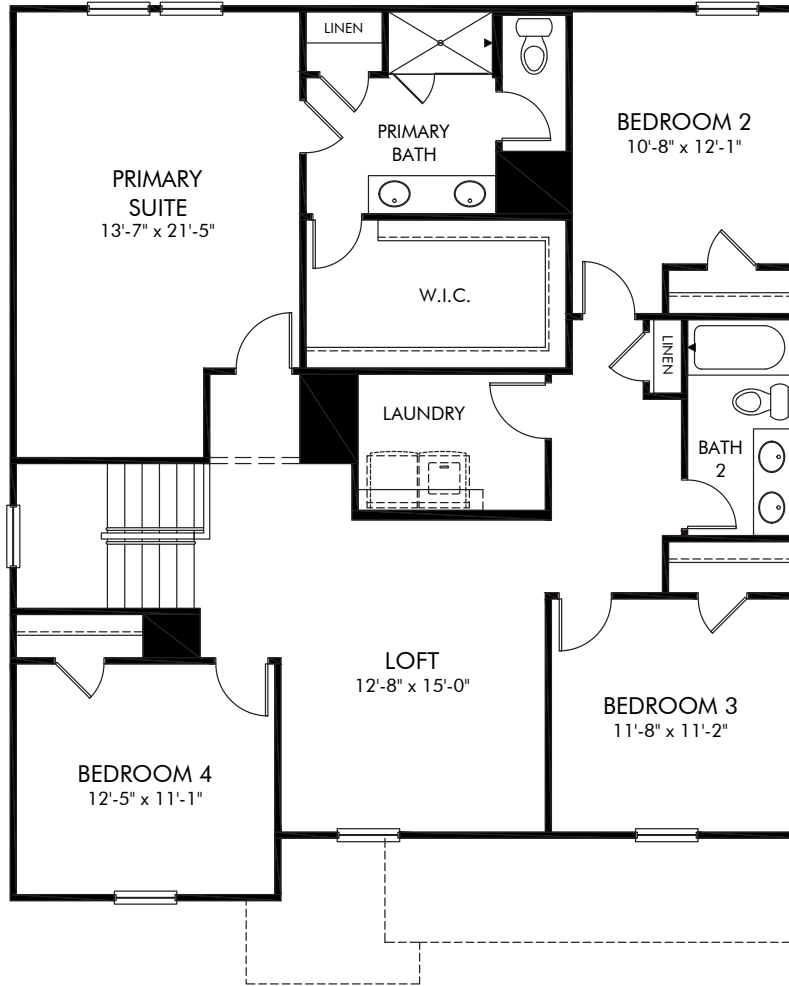 LINEN
PRIMARY
BATH
BEDROOM 2
10'-8" x 12'-1"
PRIMARY
SUITE
13'-7" x 21'-5"
W.I.C.
LINEN
LAUNDRY
BATH
2
LOFT
12'-8" x 15'-0"
BEDROOM 3
11'-8" x 11'-2"
BEDROOM 4
12'-5" x 11'-1"